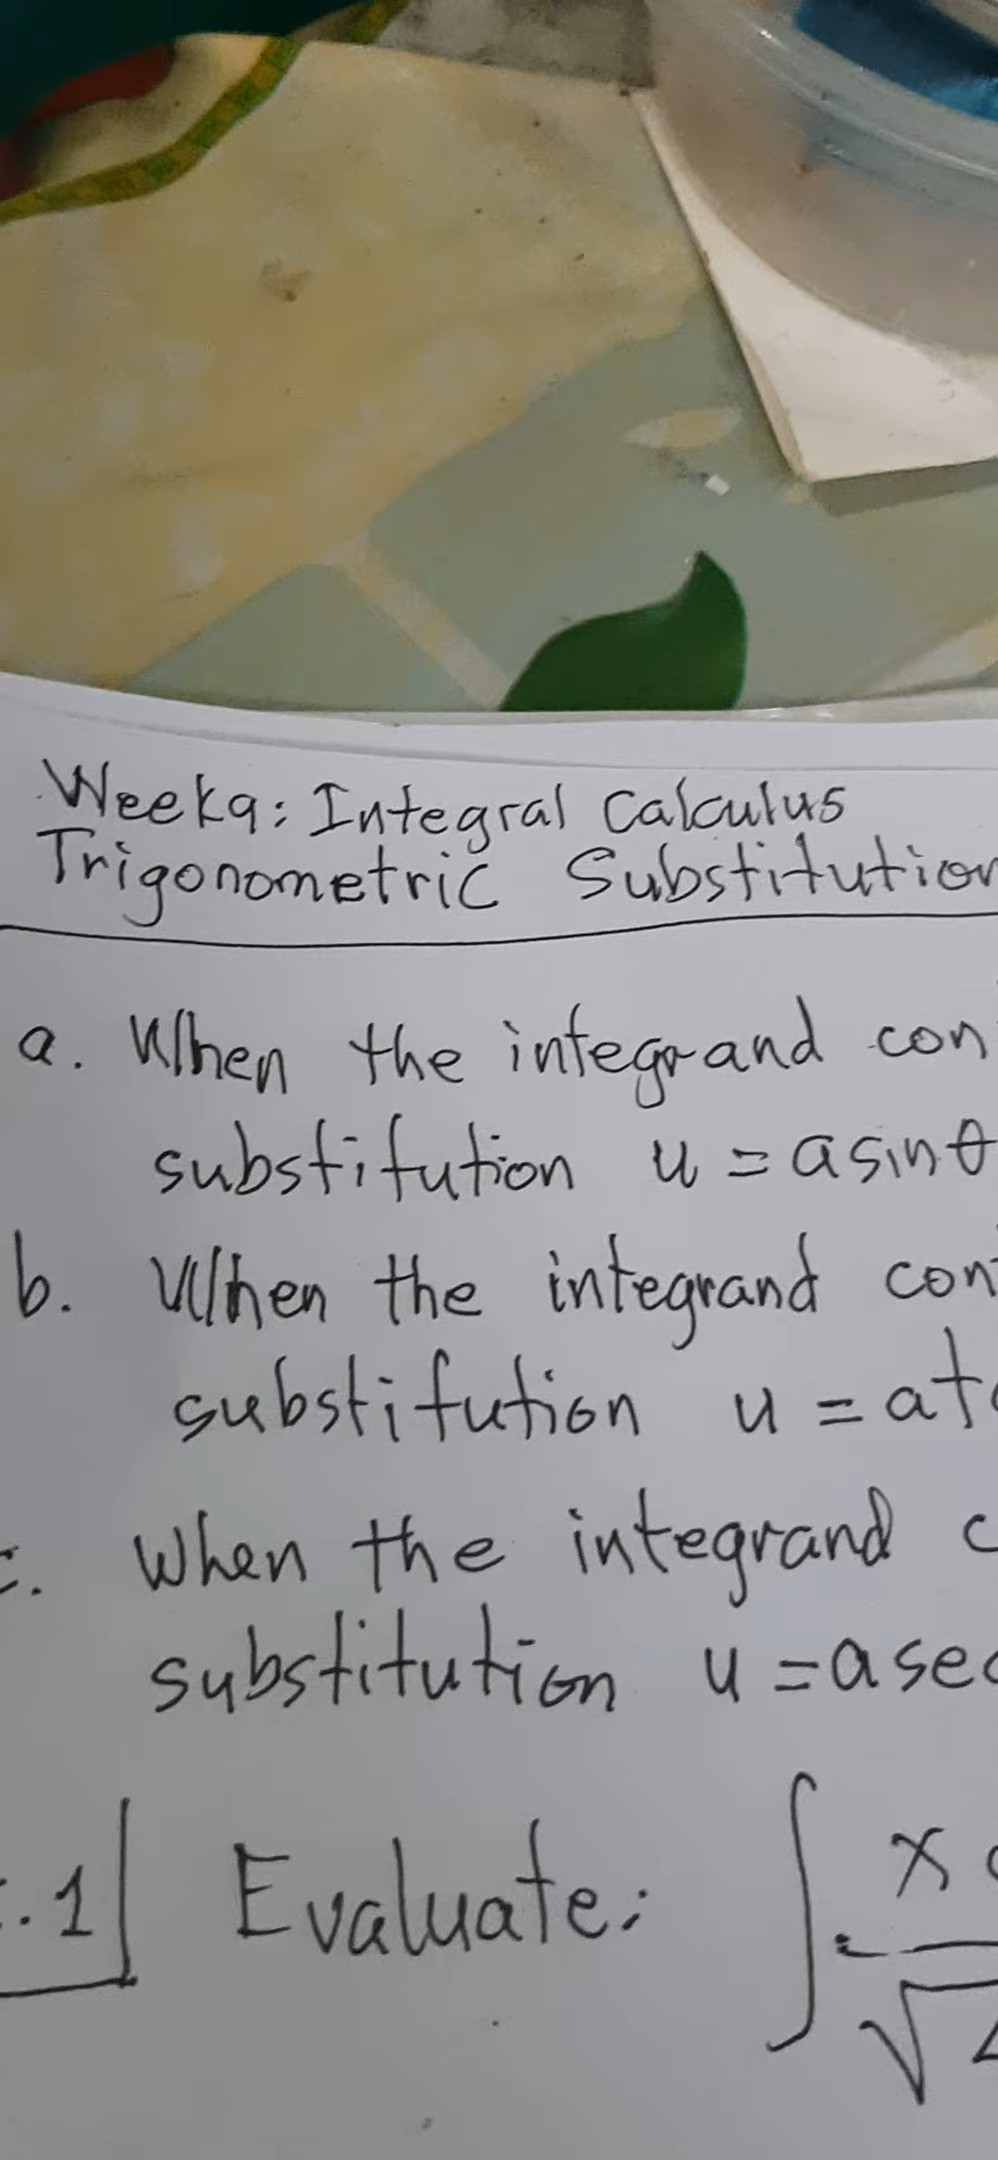 Week9: Integral Calculus
Trigonometric Substitution
a. When the integrand con
substitution u = asinθ
b. When the integrand con
substitution u = at
c. When the integrand c
substitution u = asec
.1 Evaluate: ∫ x
√